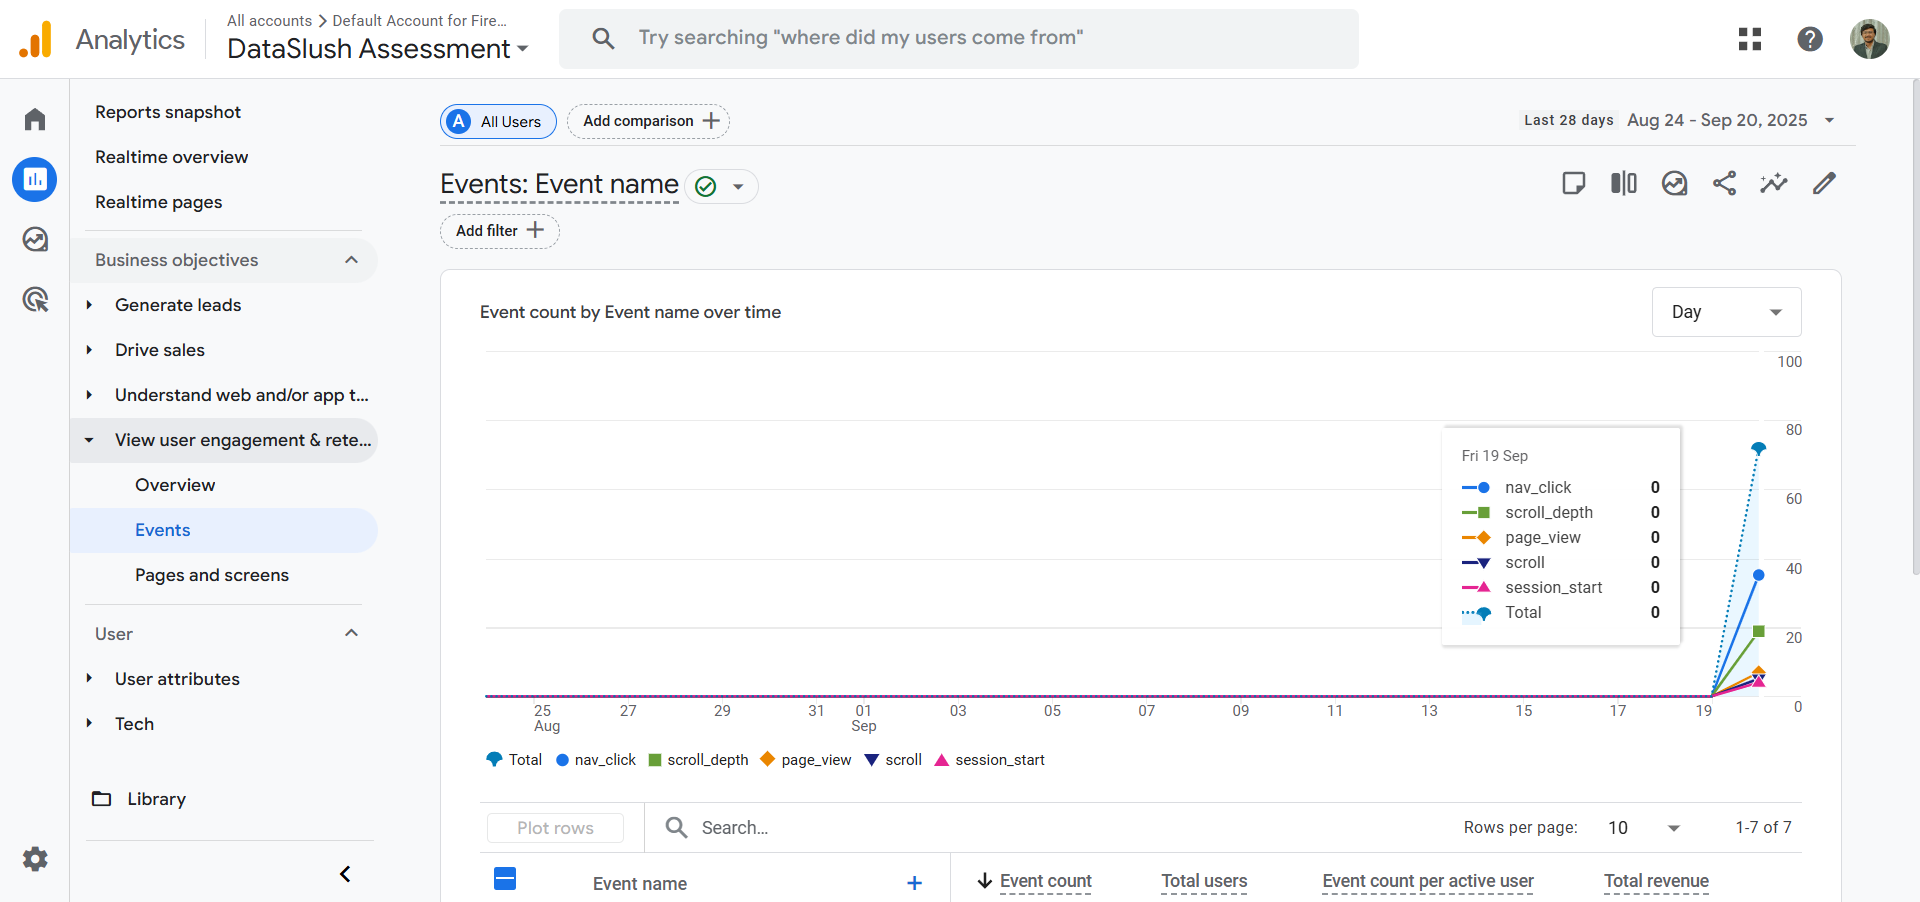 Analytics
All accounts > Default Account for Fire...
DataSlush Assessment
Try searching "where did my users come from"
Reports snapshot
Realtime overview
Realtime pages
Business objectives
Generate leads
Drive sales
Understand web and/or app t...
View user engagement & rete...
Overview
Events
Pages and screens
User
User attributes
Tech
Library
A All Users
Add comparison +
Last 28 days Aug 24 - Sep 20, 2025
Events: Event name
Add filter +
Event count by Event name over time
Day
100
80
60
40
20
0
Fri 19 Sep
nav_click 0
scroll_depth 0
page_view 0
scroll 0
session_start 0
Total 0
25 27 29 31 01 03 05 07 09 11 13 15 17 19
Aug Sep
Total nav_click scroll_depth page_view scroll session_start
Plot rows
Search...
Rows per page: 10 1-7 of 7
Event name + Event count Total users Event count per active user Total revenue